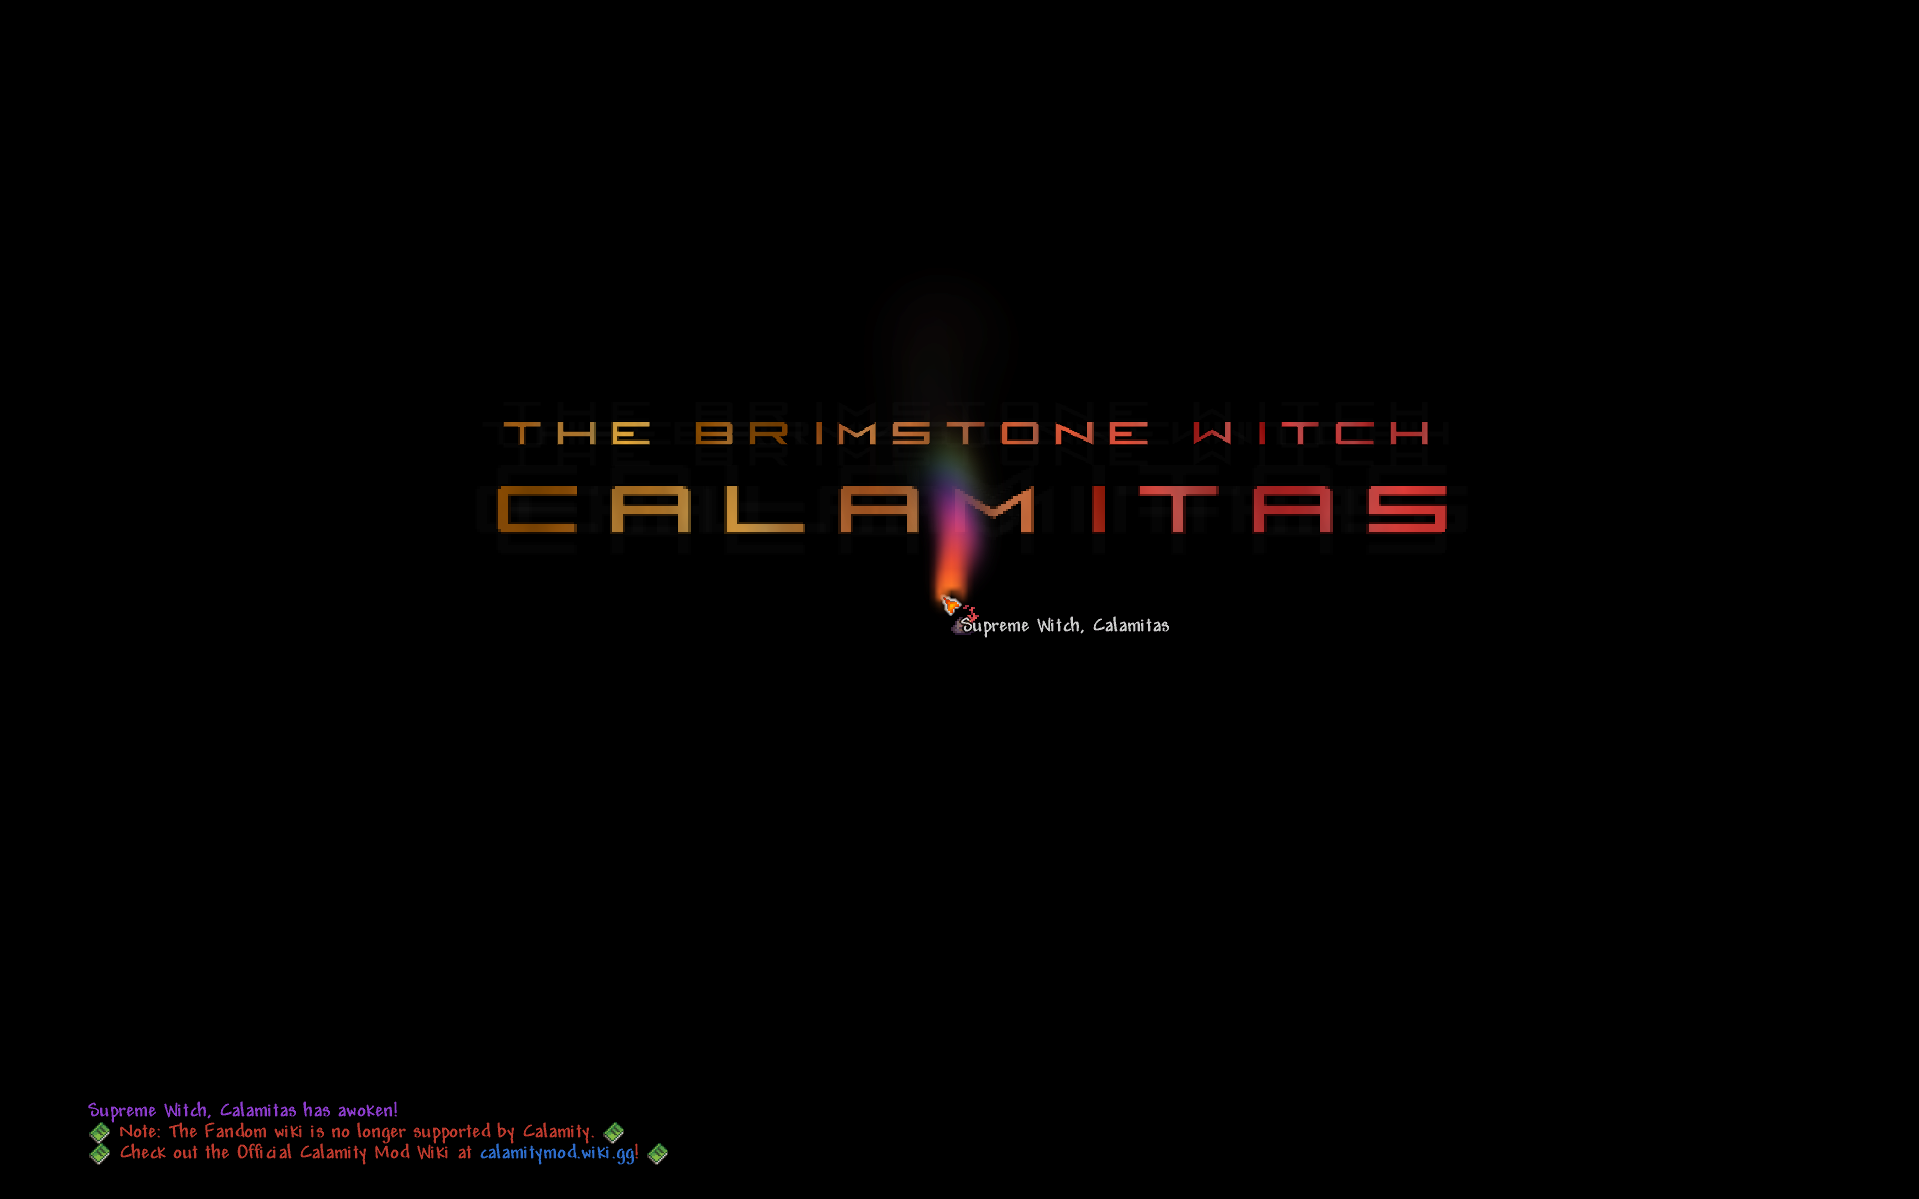 THE BRIMSTONE WITCH
CALAMITAS
Supreme Witch, Calamitas
Supreme Witch, Calamitas has awoken!
Note: The Fandom wiki is no longer supported by Calamity.
Check out the Official Calamity Mod Wiki at calamitymod.wiki.gg!